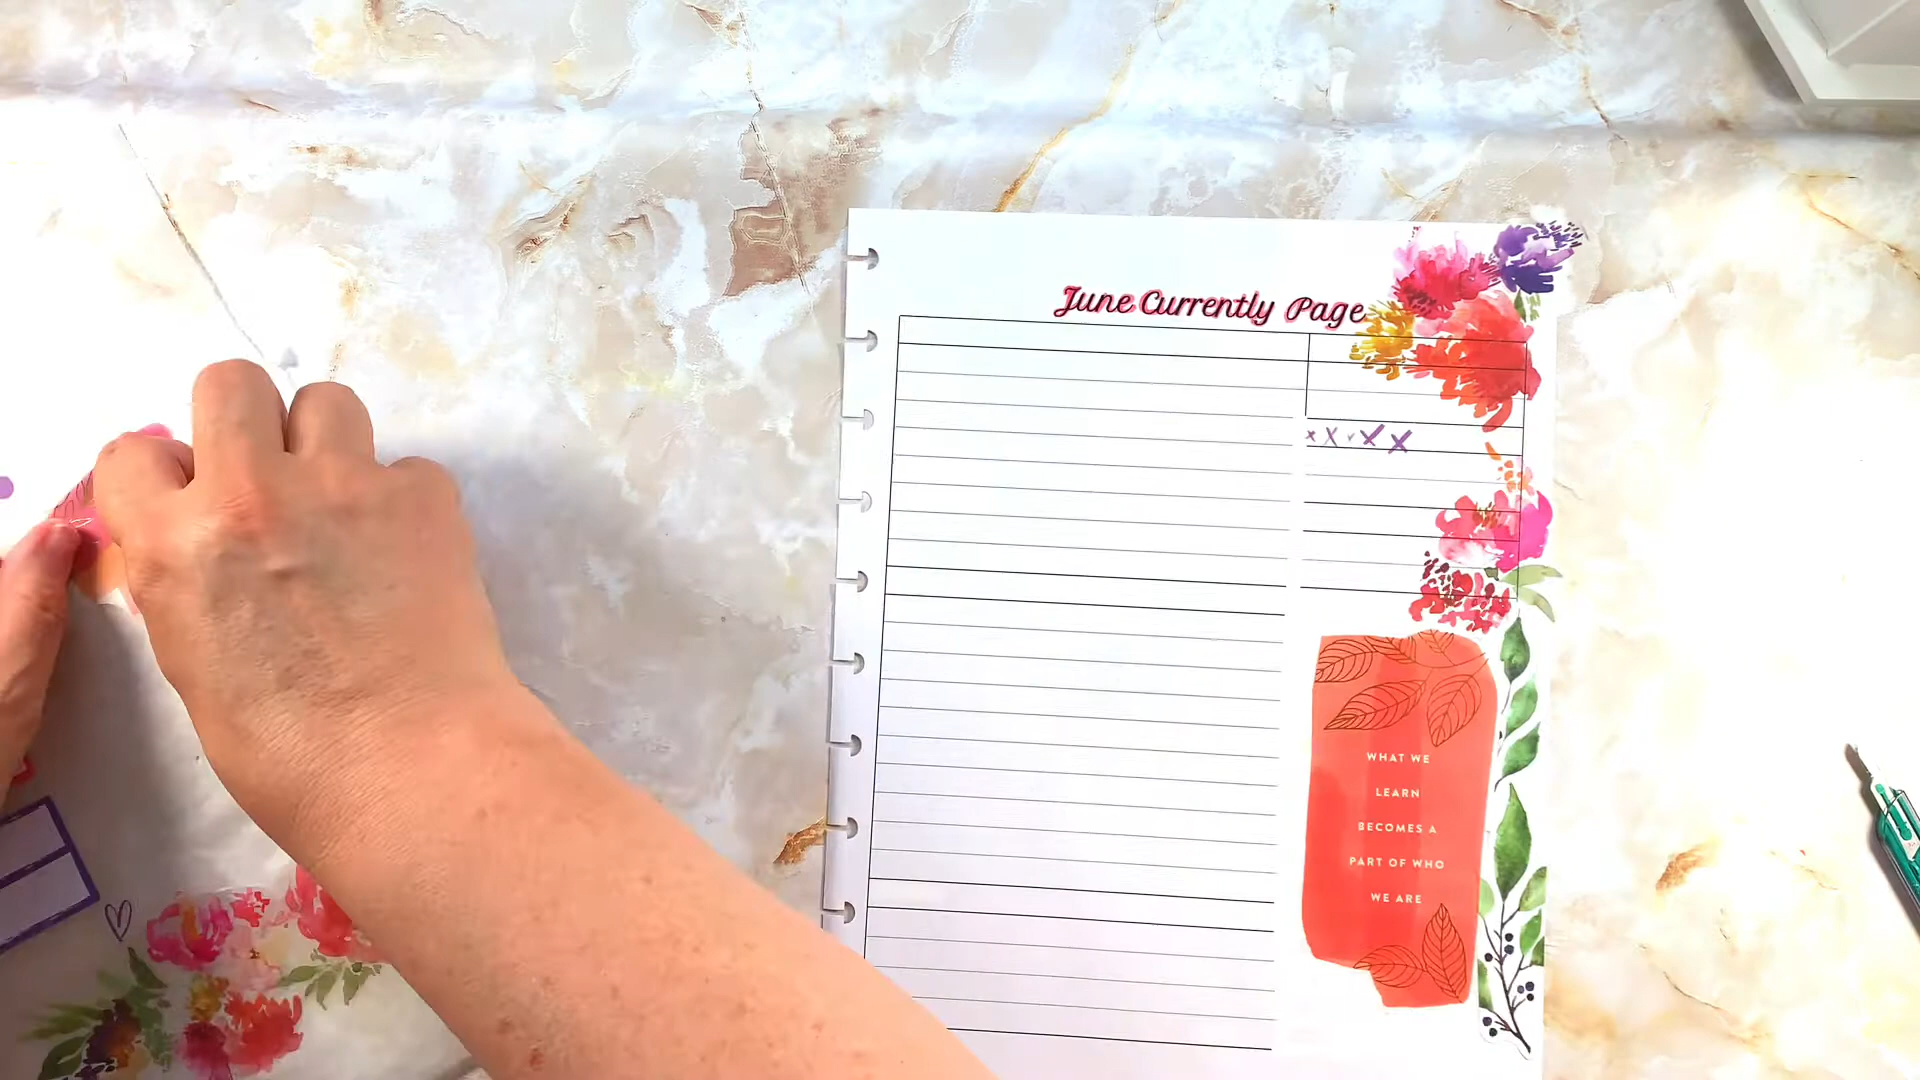 June Currently Page
x X x X X
WHAT WE
LEARN
BECOMES A
PART OF WHO
WE ARE